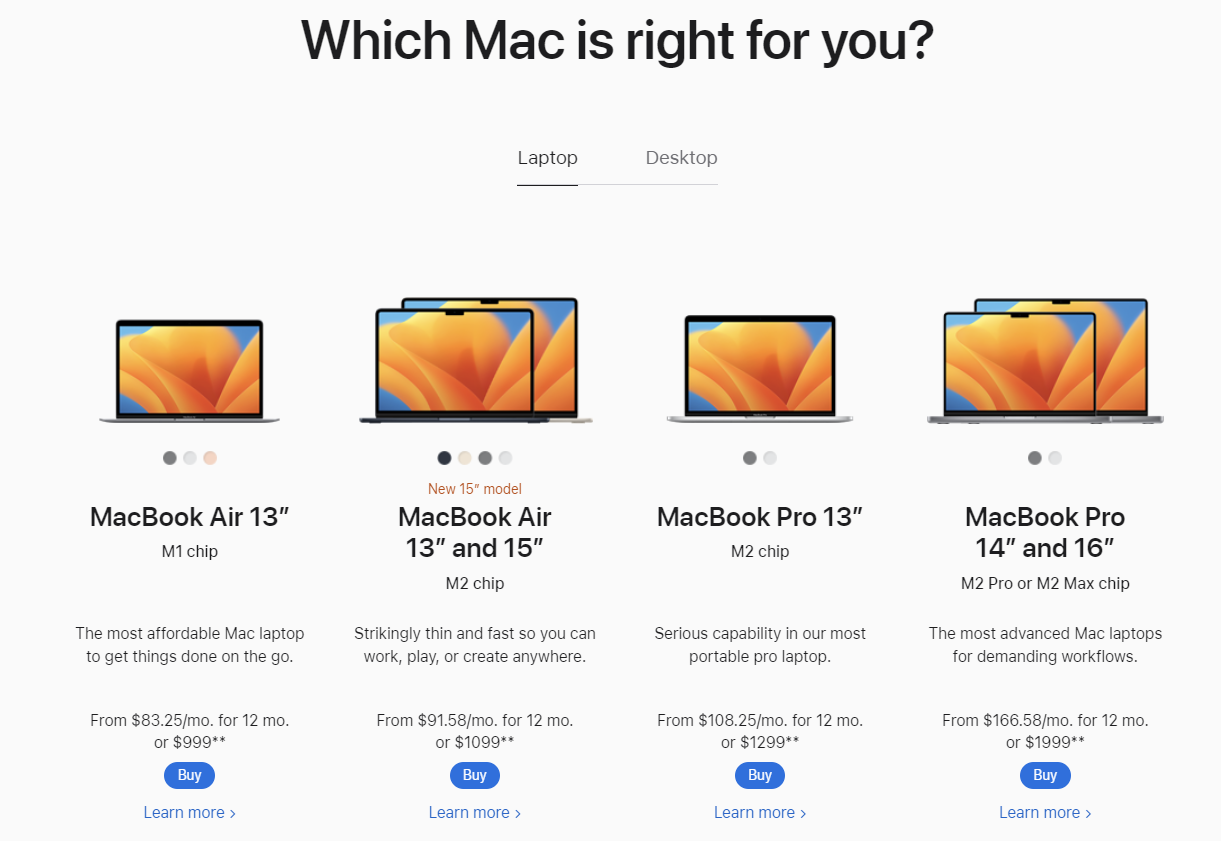 Which Mac is right for you?
Laptop
Desktop
MacBook Air 13”
M1 chip
The most affordable Mac laptop
to get things done on the go.
From $83.25/mo. for 12 mo.
or $999**
Buy
Learn more >
New 15” model
MacBook Air
13” and 15”
M2 chip
Strikingly thin and fast so you can
work, play, or create anywhere.
From $91.58/mo. for 12 mo.
or $1099**
Buy
Learn more >
MacBook Pro 13”
M2 chip
Serious capability in our most
portable pro laptop.
From $108.25/mo. for 12 mo.
or $1299**
Buy
Learn more >
MacBook Pro
14” and 16”
M2 Pro or M2 Max chip
The most advanced Mac laptops
for demanding workflows.
From $166.58/mo. for 12 mo.
or $1999**
Buy
Learn more >